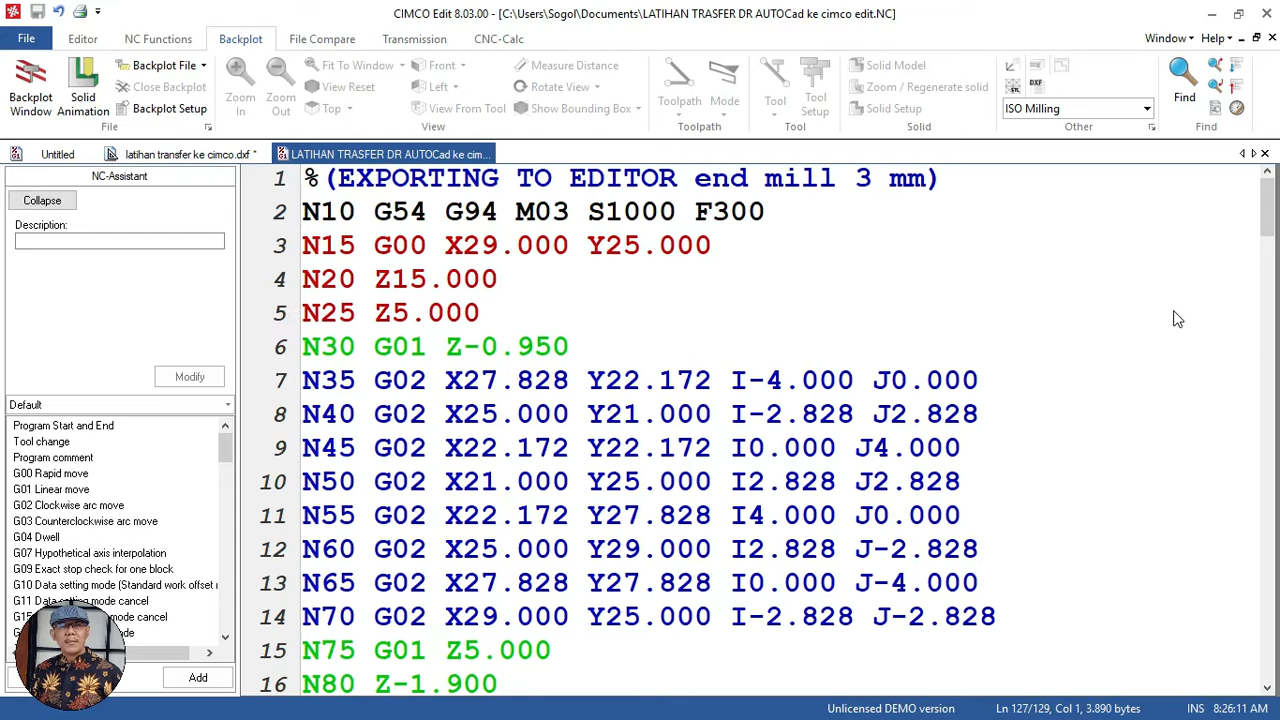 CIMCO Edit 8.03.00 - [C:\Users\Sogol\Documents\LATIHAN TRASFER DR AUTOCad ke cimco edit.NC]
File Editor NC Functions Backplot File Compare Transmission CNC-Calc Window Help
Backplot Window
Solid Animation
Backplot File
Close Backplot
Backplot Setup
File
Zoom In
Zoom Out
Fit To Window
View Reset
Top
Front
Left
View From Tool
Measure Distance
Rotate View
Show Bounding Box
View
Toolpath
Mode
Toolpath
Tool
Tool Setup
Tool
Solid Model
Zoom / Regenerate solid
Solid Setup
Solid
DXF
ISO Milling
Other
Find
Find
Untitled
latihan transfer ke cimco.dxf *
LATIHAN TRASFER DR AUTOCad ke cim...
NC-Assistant
Collapse
Description:
Modify
Default
Program Start and End
Tool change
Program comment
G00 Rapid move
G01 Linear move
G02 Clockwise arc move
G03 Counterclockwise arc move
G04 Dwell
G07 Hypothetical axis interpolation
G09 Exact stop check for one block
G10 Data setting mode (Standard work offset
G11 Data setting mode cancel
Add
1 %(EXPORTING TO EDITOR end mill 3 mm)
2 N10 G54 G94 M03 S1000 F300
3 N15 G00 X29.000 Y25.000
4 N20 Z15.000
5 N25 Z5.000
6 N30 G01 Z-0.950
7 N35 G02 X27.828 Y22.172 I-4.000 J0.000
8 N40 G02 X25.000 Y21.000 I-2.828 J2.828
9 N45 G02 X22.172 Y22.172 I0.000 J4.000
10 N50 G02 X21.000 Y25.000 I2.828 J2.828
11 N55 G02 X22.172 Y27.828 I4.000 J0.000
12 N60 G02 X25.000 Y29.000 I2.828 J-2.828
13 N65 G02 X27.828 Y27.828 I0.000 J-4.000
14 N70 G02 X29.000 Y25.000 I-2.828 J-2.828
15 N75 G01 Z5.000
16 N80 Z-1.900
Unlicensed DEMO version Ln 127/129, Col 1, 3.890 bytes INS 8:26:11 AM